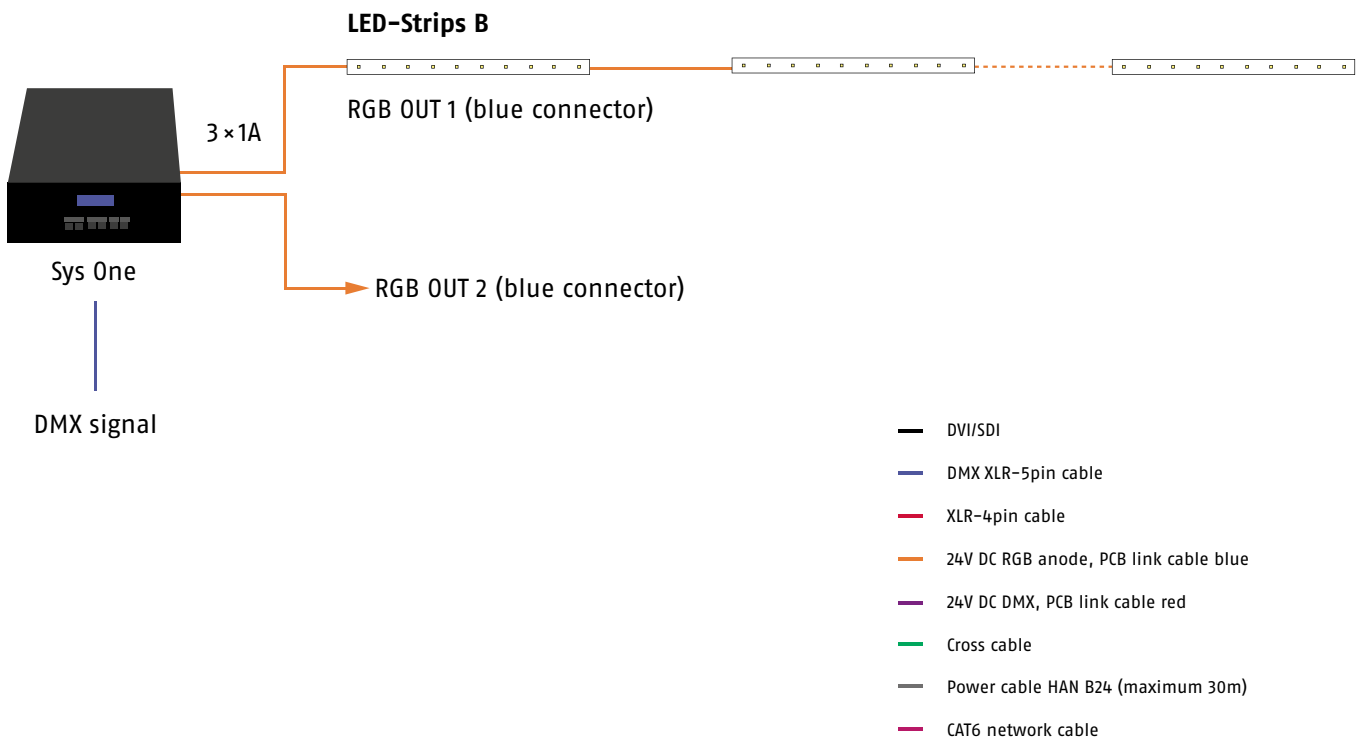 LED-Strips B
RGB OUT 1 (blue connector)
3 × 1A
Sys One
RGB OUT 2 (blue connector)
DMX signal
DVI/SDI
DMX XLR-5pin cable
XLR-4pin cable
24V DC RGB anode, PCB link cable blue
24V DC DMX, PCB link cable red
Cross cable
Power cable HAN B24 (maximum 30m)
CAT6 network cable